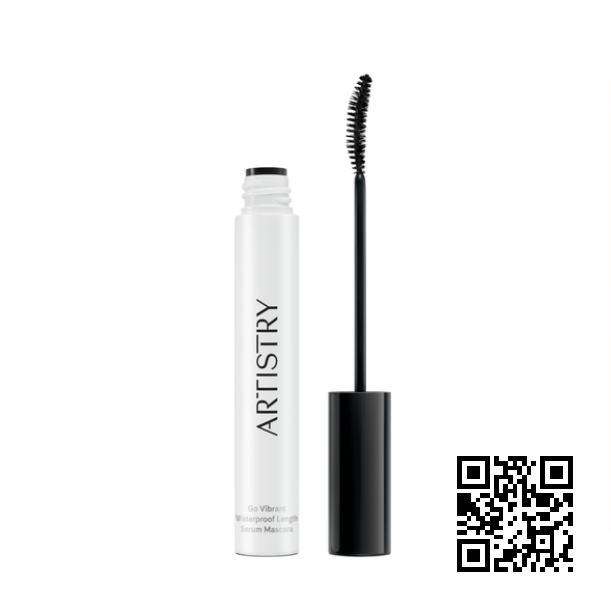 ARTISTRY
Go Vibrant
Waterproof Length
Serum Mascara